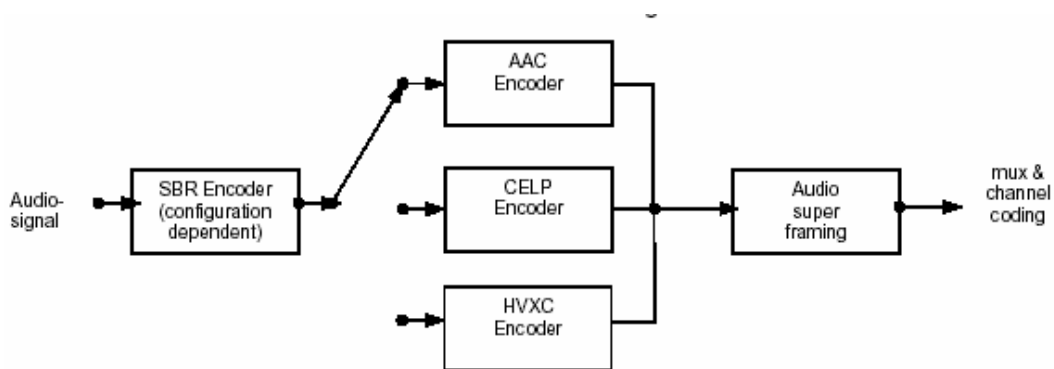 AAC
Encoder
Audio-
signal
SBR Encoder
(configuration
dependent)
CELP
Encoder
Audio
super
framing
mux &
channel
coding
HVXC
Encoder